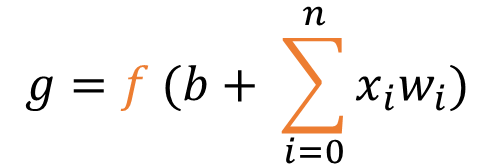 g = f (b + ∑_{i=0}^{n} x_i w_i)